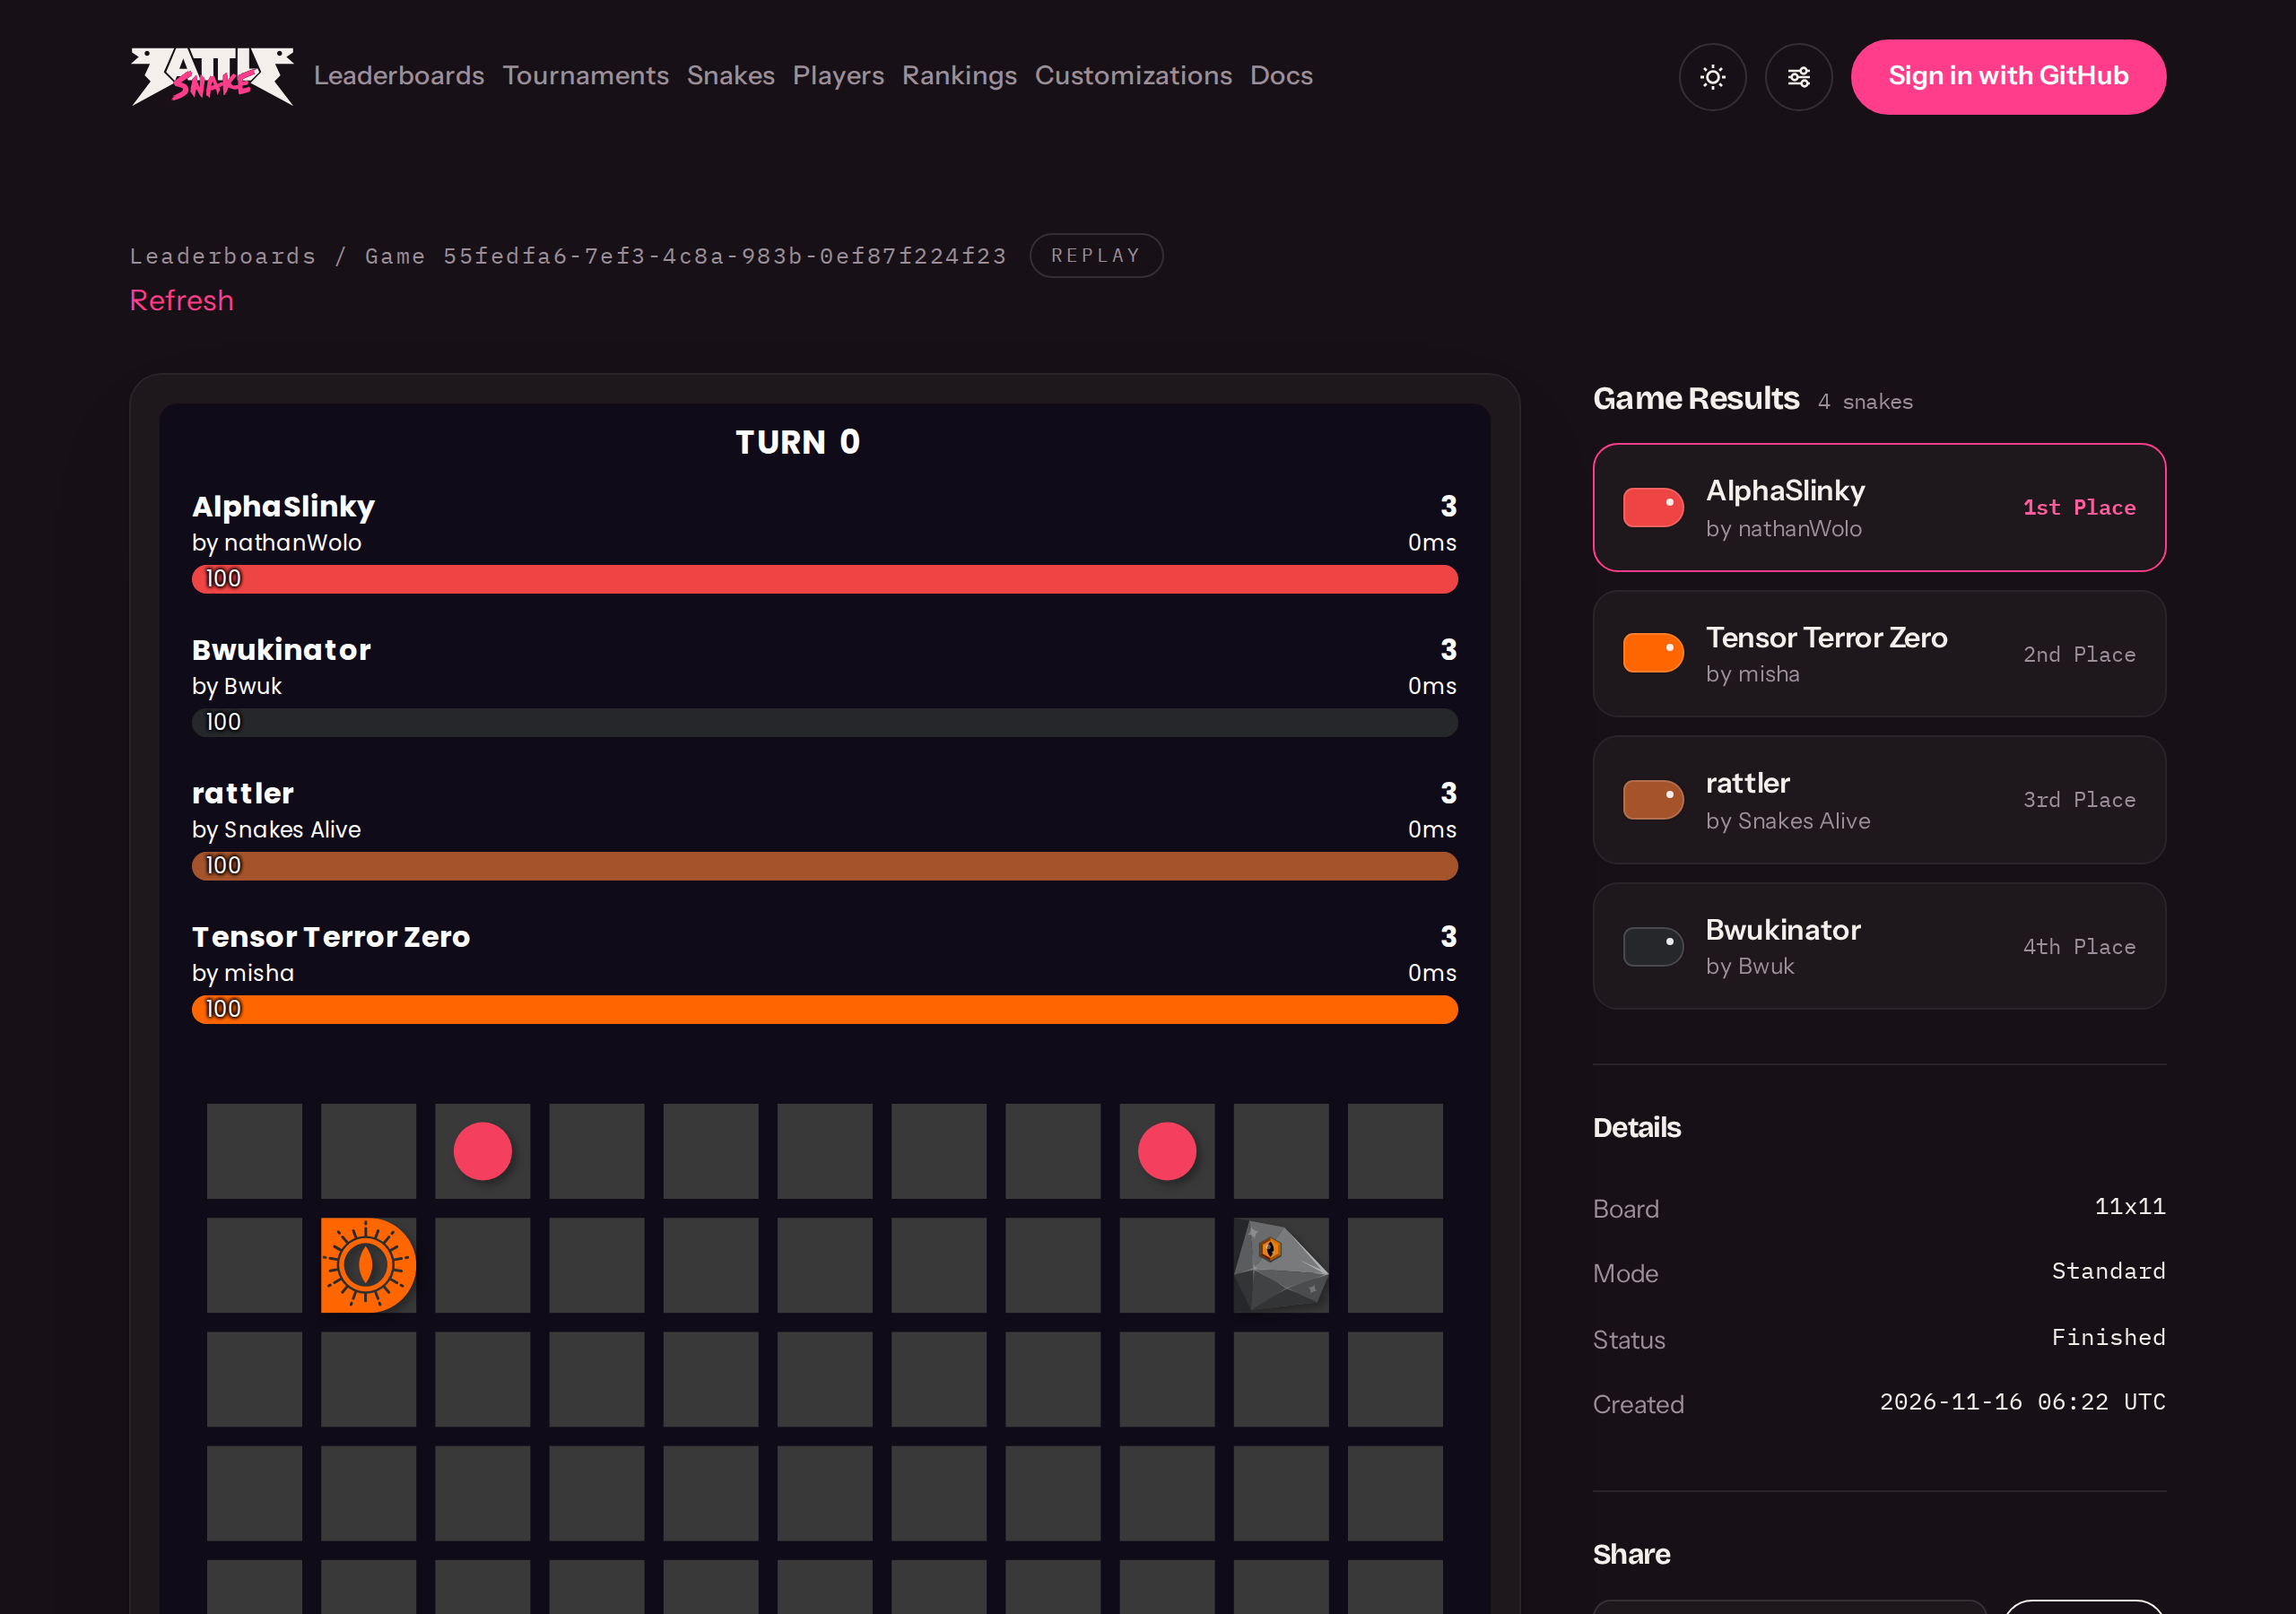 BATTLE SNAKE
Leaderboards Tournaments Snakes Players Rankings Customizations Docs
Sign in with GitHub
Leaderboards / Game 55fedfa6-7ef3-4c8a-983b-0ef87f224f23 REPLAY
Refresh
TURN 0
AlphaSlinky 3
by nathanWolo 0ms
100
Bwukinator 3
by Bwuk 0ms
100
rattler 3
by Snakes Alive 0ms
100
Tensor Terror Zero 3
by misha 0ms
100
Game Results 4 snakes
AlphaSlinky
by nathanWolo
1st Place
Tensor Terror Zero
by misha
2nd Place
rattler
by Snakes Alive
3rd Place
Bwukinator
by Bwuk
4th Place
Details
Board 11x11
Mode Standard
Status Finished
Created 2026-11-16 06:22 UTC
Share